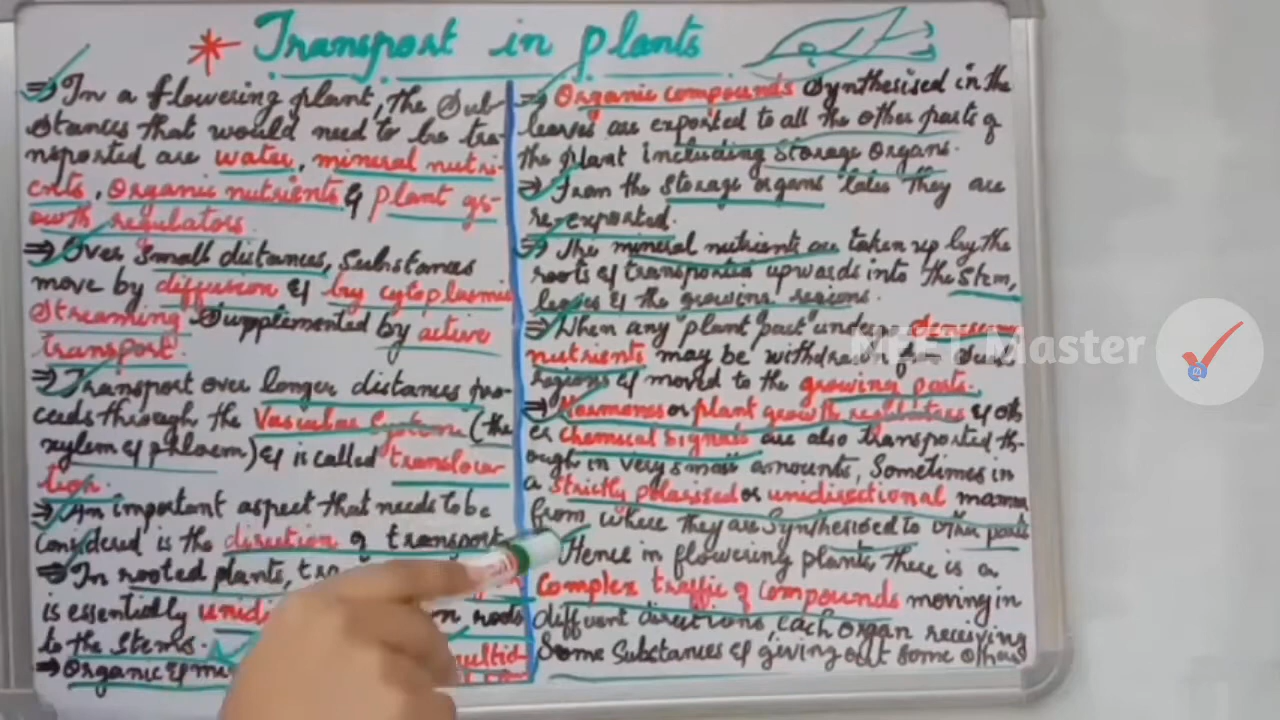 Transport in plants
⇒ In a flowering plant, the Sub-
stances that would need to be tra-
nsported are water, mineral nutri-
ents, Organic nutrients & plant gr-
owth regulators.
⇒ Over Small distances, Substances
move by diffusion & by cytoplasmic
Streaming Supplemented by active
transport.
⇒ Transport over longer distances pro-
ceeds through the Vascular System (the
xylem & phloem) & is called transloca-
tion.
⇒ An important aspect that needs to be
Considered is the direction of transport
⇒ In rooted plants,
is essentially roots
to the Stems.
⇒ Organic &
⇒ Organic compounds Synthesised in the
leaves are exported to all the other parts of
the plant including Storage Organs.
⇒ From the Storage organs later they are
re-exported.
⇒ The mineral nutrients are taken up by the
roots & transported upwards into the Stem,
leaves & the growing regions.
⇒ When any plant part
nutrients may be
regions & moved to the growing parts.
⇒ Hormones or plant growth regulators & oth
er Chemical Signals are also transported th-
ough in very small amounts, Sometimes in
a Strictly polarised or unidirectional manner
from where they are Synthesised to other parts
Hence in flowering plants, there is a
Complex traffic of compounds moving in
different directions, each organ receiving
Some Substances & giving out some others
NEET Master